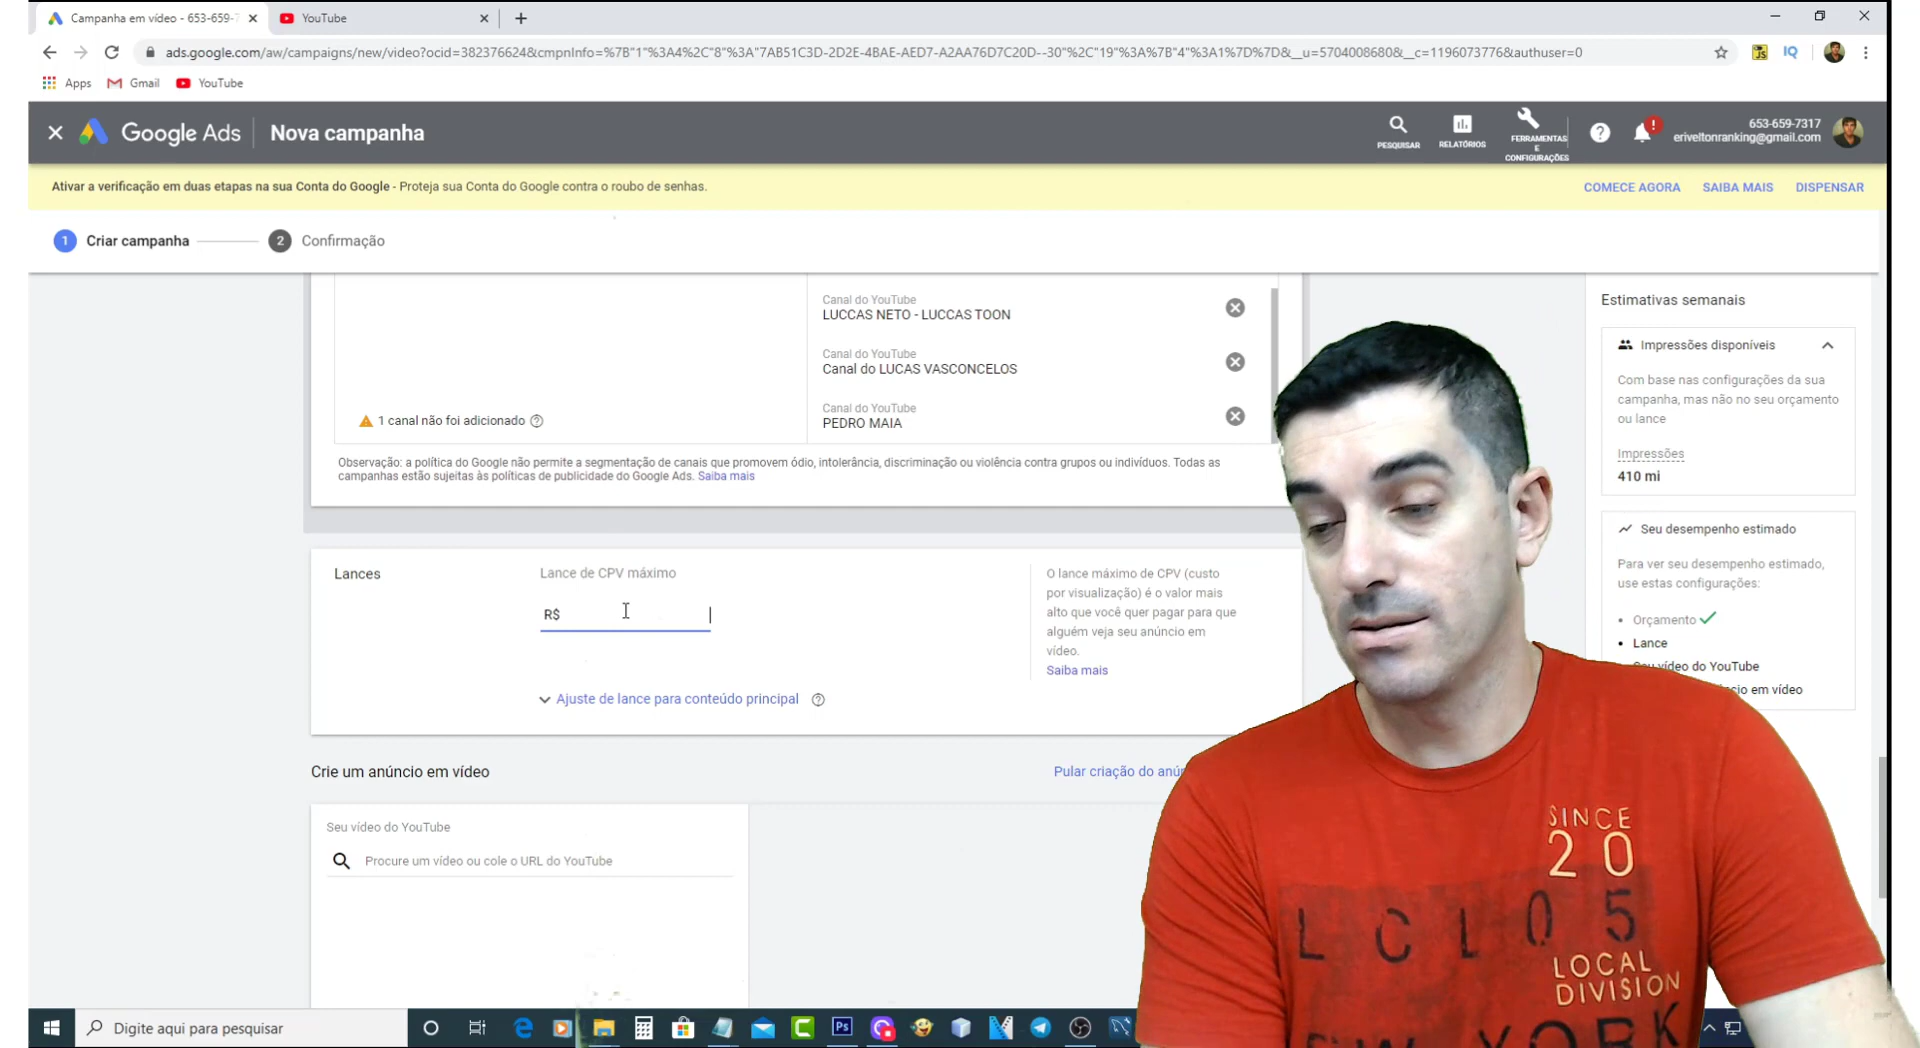 Campanha em vídeo - 653-659-7
YouTube
ads.google.com/aw/campaigns/new/video?ocid=382376624&cmpnInfo=%7B"1"%3A4%2C"8"%3A"7AB51C3D-2D2E-4BAE-AED7-A2AA76D7C20D--30"%2C"19"%3A%7B"4"%3A1%7D%7D&__u=5704008680&__c=1196073776&authuser=0
JS
IQ
Apps
Gmail
YouTube
Google Ads
Nova campanha
PESQUISAR
RELATÓRIOS
FERRAMENTAS
E
CONFIGURAÇÕES
653-659-7317
eriveltonranking@gmail.com
Ativar a verificação em duas etapas na sua Conta do Google - Proteja sua Conta do Google contra o roubo de senhas.
COMECE AGORA
SAIBA MAIS
DISPENSAR
1 Criar campanha
2 Confirmação
Canal do YouTube
LUCCAS NETO - LUCCAS TOON
Canal do YouTube
Canal do LUCAS VASCONCELOS
Canal do YouTube
PEDRO MAIA
1 canal não foi adicionado
Observação: a política do Google não permite a segmentação de canais que promovem ódio, intolerância, discriminação ou violência contra grupos ou indivíduos. Todas as
campanhas estão sujeitas às políticas de publicidade do Google Ads. Saiba mais
Lances
Lance de CPV máximo
R$
Ajuste de lance para conteúdo principal
O lance máximo de CPV (custo
por visualização) é o valor mais
alto que você quer pagar para que
alguém veja seu anúncio em
vídeo.
Saiba mais
Crie um anúncio em vídeo
Pular criação do
Seu vídeo do YouTube
Procure um vídeo ou cole o URL do YouTube
Estimativas semanais
Impressões disponíveis
Com base nas configurações da sua
campanha, mas não no seu orçamento
ou lance
Impressões
410 mi
Seu desempenho estimado
Para ver seu desempenho estimado,
use estas configurações:
Orçamento
Lance
Seu vídeo do YouTube
em vídeo
SINCE
20
LCL05
LOCAL
DIVISION
YORK
Digite aqui para pesquisar
Ps